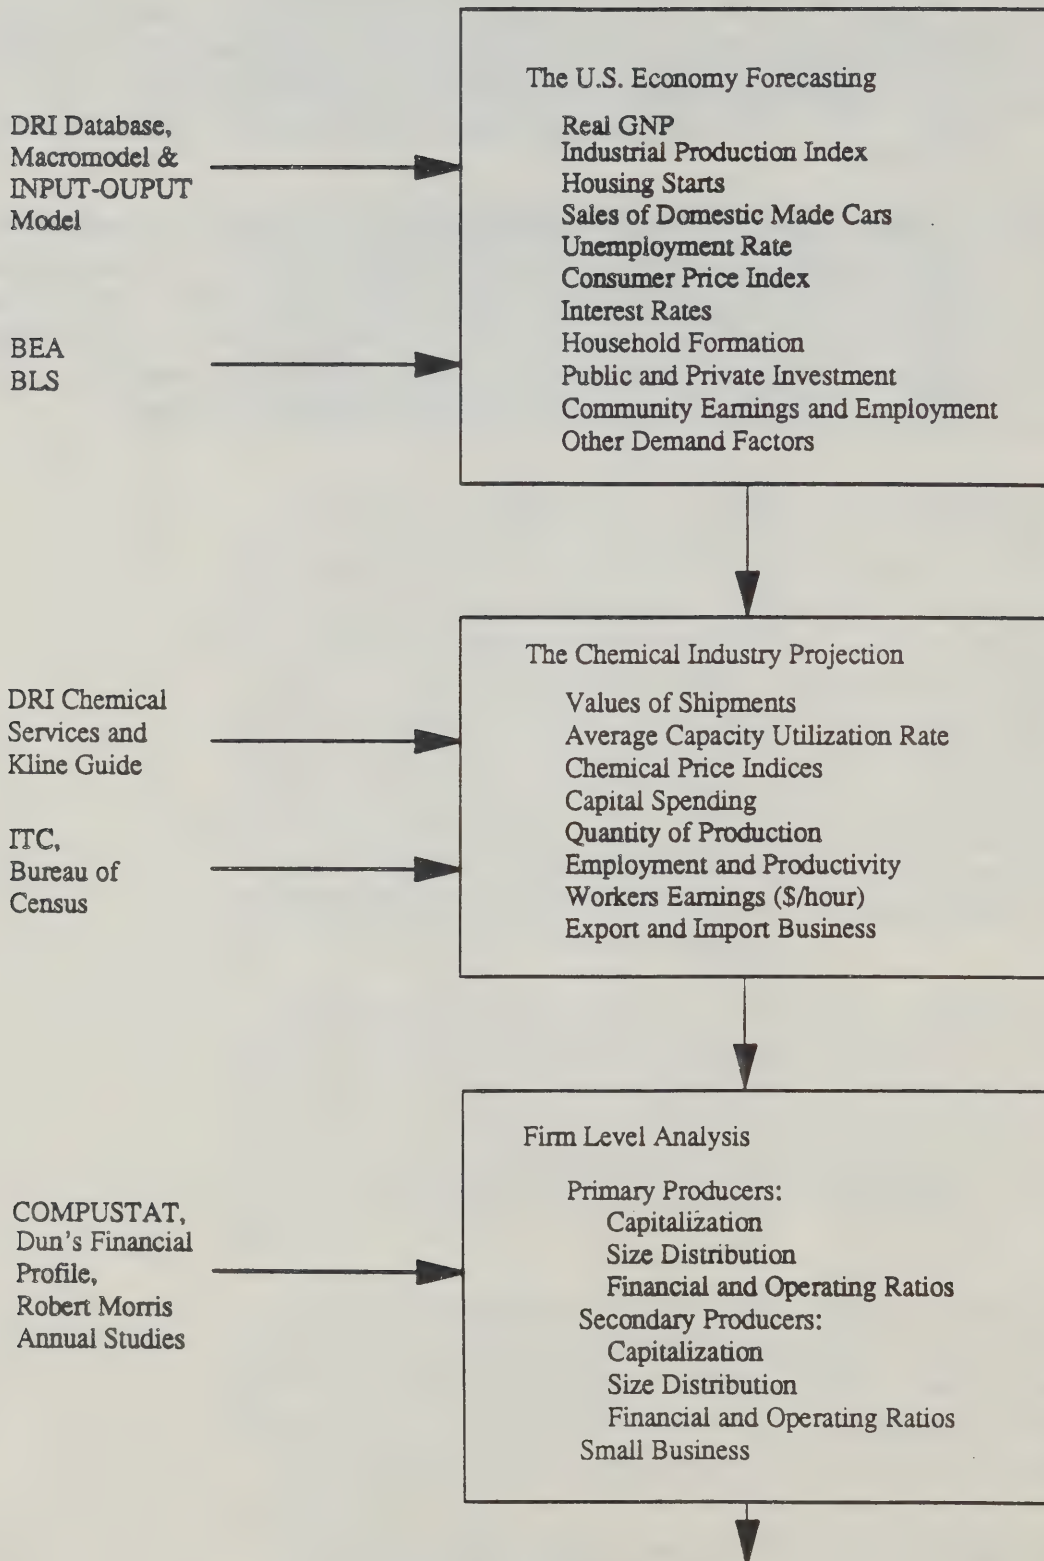 The U.S. Economy Forecasting
Real GNP
Industrial Production Index
Housing Starts
Sales of Domestic Made Cars
Unemployment Rate
Consumer Price Index
Interest Rates
Household Formation
Public and Private Investment
Community Earnings and Employment
Other Demand Factors
DRI Database,
Macromodel &
INPUT-OUPUT
Model
BEA
BLS
The Chemical Industry Projection
Values of Shipments
Average Capacity Utilization Rate
Chemical Price Indices
Capital Spending
Quantity of Production
Employment and Productivity
Workers Earnings ($/hour)
Export and Import Business
DRI Chemical
Services and
Kline Guide
ITC,
Bureau of
Census
Firm Level Analysis
Primary Producers:
Capitalization
Size Distribution
Financial and Operating Ratios
Secondary Producers:
Capitalization
Size Distribution
Financial and Operating Ratios
Small Business
COMPUSTAT,
Dun's Financial
Profile,
Robert Morris
Annual Studies